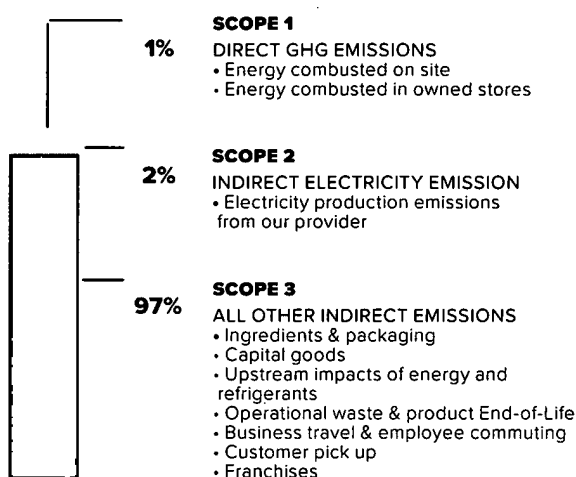 SCOPE 1
1%
DIRECT GHG EMISSIONS
• Energy combusted on site
• Energy combusted in owned stores
SCOPE 2
2%
INDIRECT ELECTRICITY EMISSION
• Electricity production emissions
from our provider
SCOPE 3
97%
ALL OTHER INDIRECT EMISSIONS
• Ingredients & packaging
• Capital goods
• Upstream impacts of energy and
refrigerants
• Operational waste & product End-of-Life
• Business travel & employee commuting
• Customer pick up
• Franchises